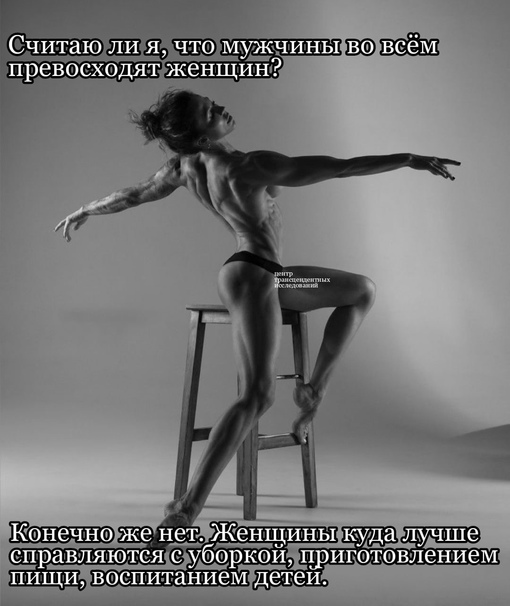 Считаю ли я, что мужчины во всём
превосходят женщин?
центр
трансцендентных
исследований
Конечно же нет. Женщины куда лучше
справляются с уборкой, приготовлением
пищи, воспитанием детей.